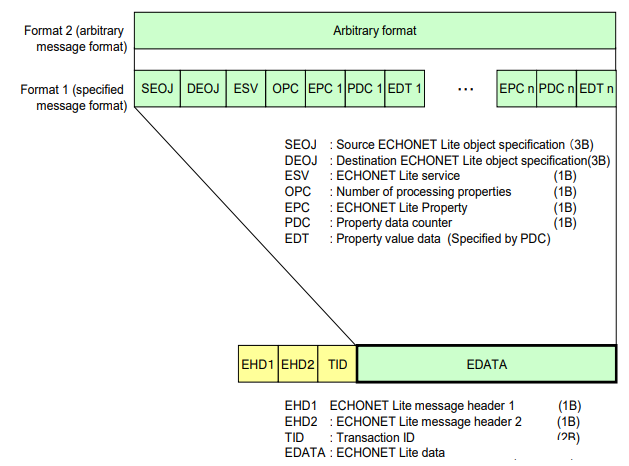 Format 2 (arbitrary
message format)
Arbitrary format
Format 1 (specified
message format)
SEOJ DEOJ ESV OPC EPC 1 PDC 1 EDT 1 ... EPC n PDC n EDT n
SEOJ : Source ECHONET Lite object specification (3B)
DEOJ : Destination ECHONET Lite object specification(3B)
ESV : ECHONET Lite service (1B)
OPC : Number of processing properties (1B)
EPC : ECHONET Lite Property (1B)
PDC : Property data counter (1B)
EDT : Property value data (Specified by PDC)
EHD1 EHD2 TID EDATA
EHD1 ECHONET Lite message header 1 (1B)
EHD2 : ECHONET Lite message header 2 (1B)
TID : Transaction ID (2B)
EDATA : ECHONET Lite data